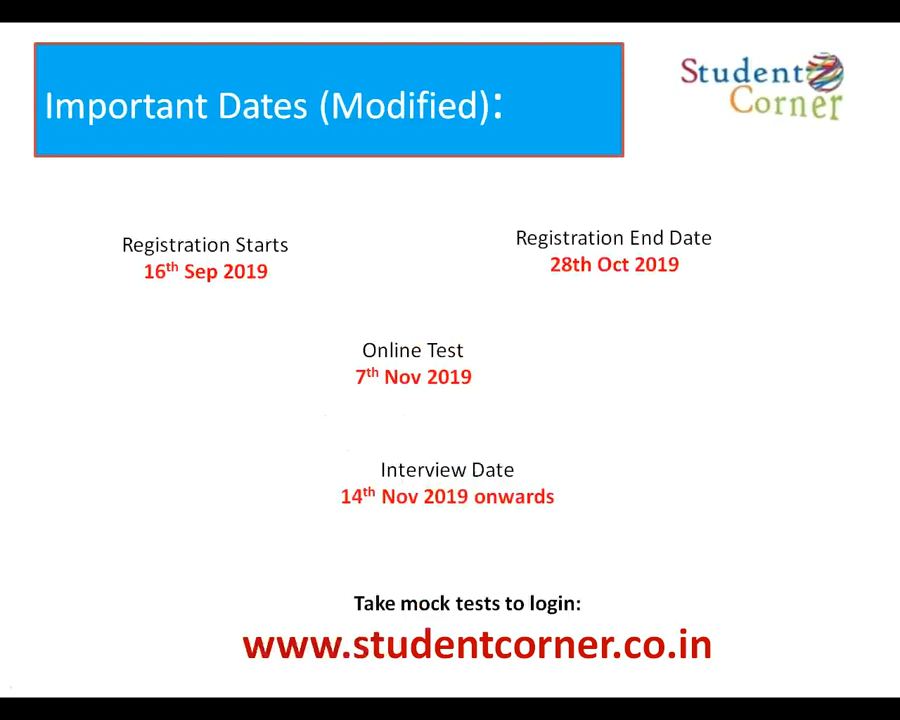 Important Dates (Modified):
Student
Corner
Registration Starts
16th Sep 2019
Registration End Date
28th Oct 2019
Online Test
7th Nov 2019
Interview Date
14th Nov 2019 onwards
Take mock tests to login:
www.studentcorner.co.in